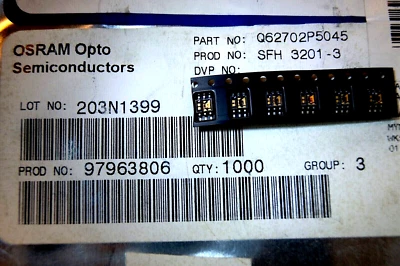 OSRAM Opto
Semiconductors
PART NO: Q62702P5045
PROD NO: SFH 3201-3
DVP NO:
LOT NO: 203N1399
PROD NO: 97963806 QTY: 1000 GROUP: 3